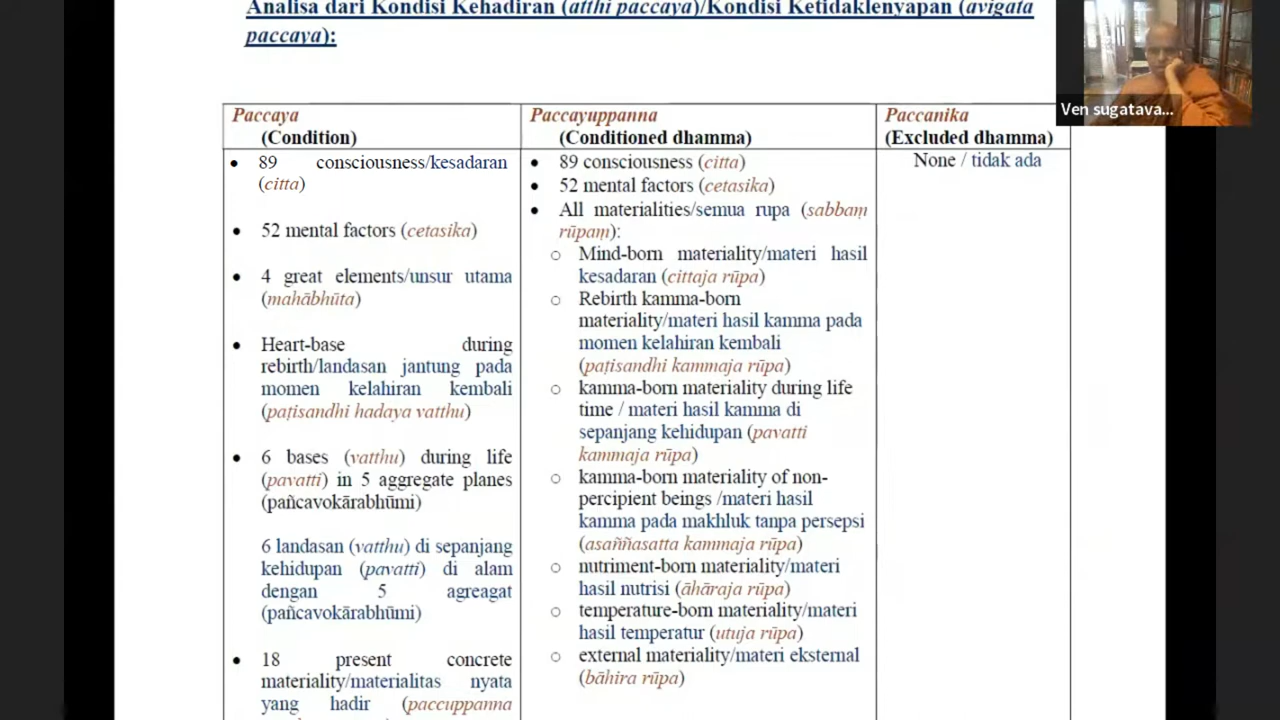 Analisa dari Kondisi Kehadiran (atthi paccaya)/Kondisi Ketidaklenyapan (avigata
paccaya):
Ven sugatava...
Paccaya
(Condition)
• 89 consciousness/kesadaran
(citta)
• 52 mental factors (cetasika)
• 4 great elements/unsur utama
(mahābhūta)
• Heart-base during
rebirth/landasan jantung pada
momen kelahiran kembali
(paṭisandhi hadaya vatthu)
• 6 bases (vatthu) during life
(pavatti) in 5 aggregate planes
(pañcavokārabhūmi)
6 landasan (vatthu) di sepanjang
kehidupan (pavatti) di alam
dengan 5 agreagat
(pañcavokārabhūmi)
• 18 present concrete
materiality/materialitas nyata
yang hadir (paccuppanna
Paccayuppanna
(Conditioned dhamma)
• 89 consciousness (citta)
• 52 mental factors (cetasika)
• All materialities/semua rupa (sabbaṃ
rūpaṃ):
o Mind-born materiality/materi hasil
kesadaran (cittaja rūpa)
o Rebirth kamma-born
materiality/materi hasil kamma pada
momen kelahiran kembali
(paṭisandhi kammaja rūpa)
o kamma-born materiality during life
time / materi hasil kamma di
sepanjang kehidupan (pavatti
kammaja rūpa)
o kamma-born materiality of non-
percipient beings /materi hasil
kamma pada makhluk tanpa persepsi
(asaññasatta kammaja rūpa)
o nutriment-born materiality/materi
hasil nutrisi (āhāraja rūpa)
o temperature-born materiality/materi
hasil temperatur (utuja rūpa)
o external materiality/materi eksternal
(bāhira rūpa)
Paccanika
(Excluded dhamma)
None / tidak ada